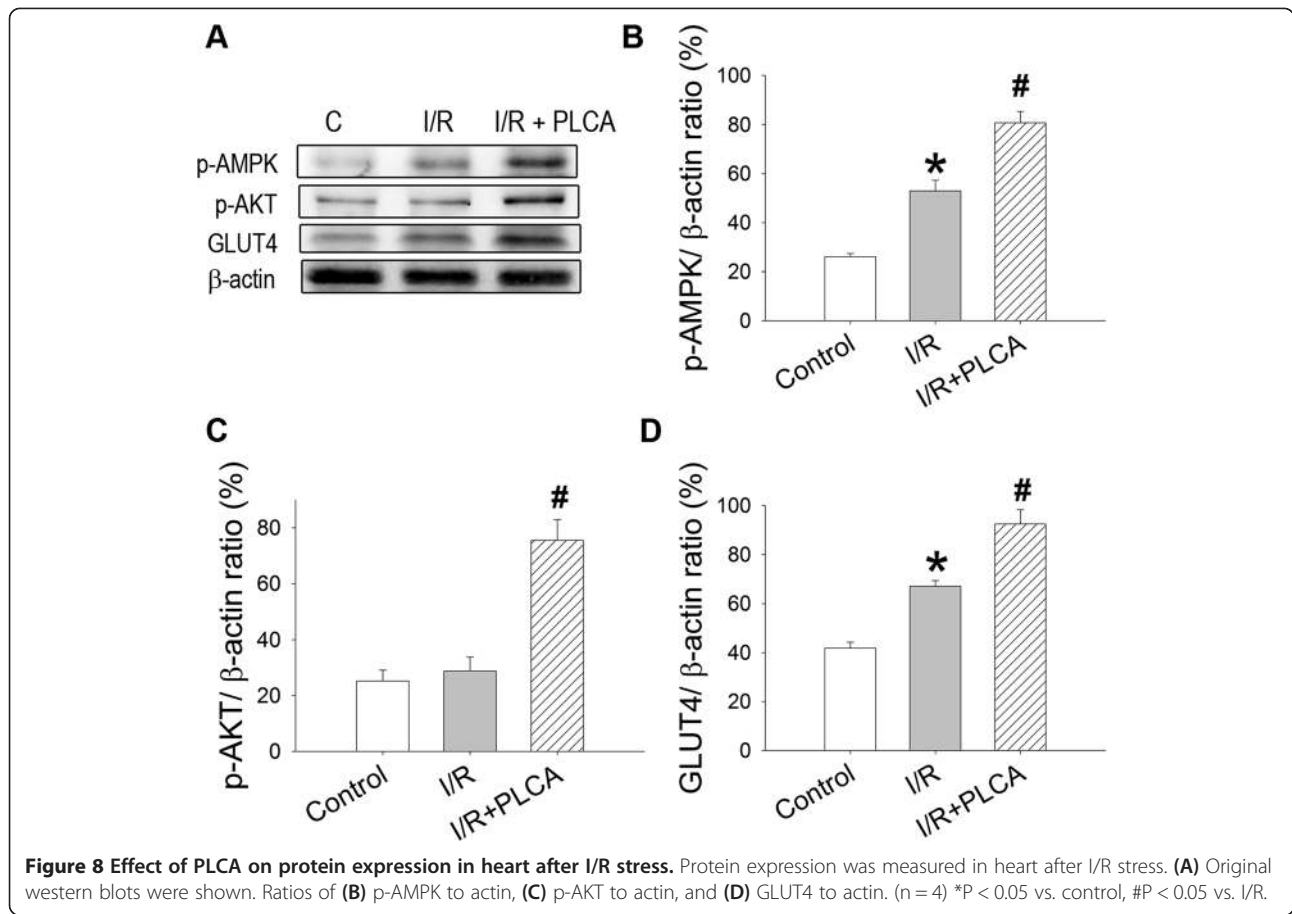 A
C I/R I/R + PLCA
p-AMPK
p-AKT
GLUT4
β-actin
B
p-AMPK/ β-actin ratio (%)
100
80
60
40
20
0
*
#
Control I/R I/R+PLCA
C
p-AKT/ β-actin ratio (%)
80
60
40
20
0
#
Control I/R I/R+PLCA
D
GLUT4/ β-actin ratio (%)
100
80
60
40
20
0
*
#
Control I/R I/R+PLCA
Figure 8 Effect of PLCA on protein expression in heart after I/R stress. Protein expression was measured in heart after I/R stress. (A) Original
western blots were shown. Ratios of (B) p-AMPK to actin, (C) p-AKT to actin, and (D) GLUT4 to actin. (n = 4) *P < 0.05 vs. control, #P < 0.05 vs. I/R.